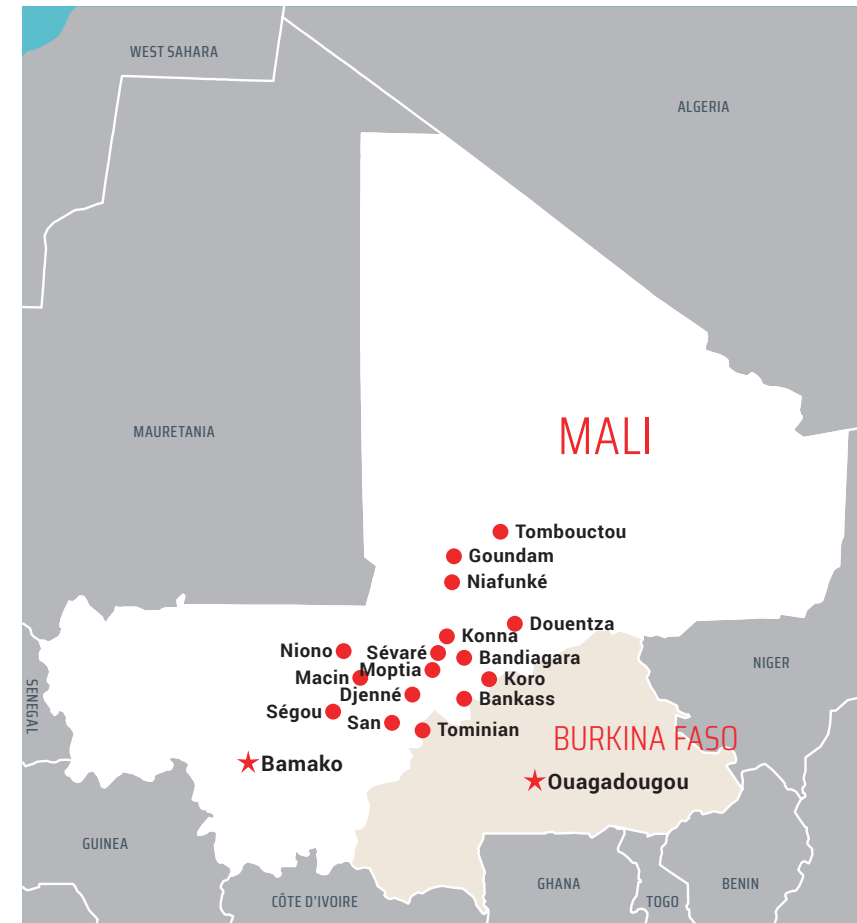 WEST SAHARA
ALGERIA
MAURETANIA
MALI
Tombouctou
Goundam
Niafunké
Douentza
Konna
Niono
Sévaré
Bandiagara
Moptia
Macin
Koro
Djenné
Bankass
Ségou
San
Tominian
NIGER
SENEGAL
BURKINA FASO
Bamako
Ouagadougou
GUINEA
CÔTE D'IVOIRE
GHANA
TOGO
BENIN